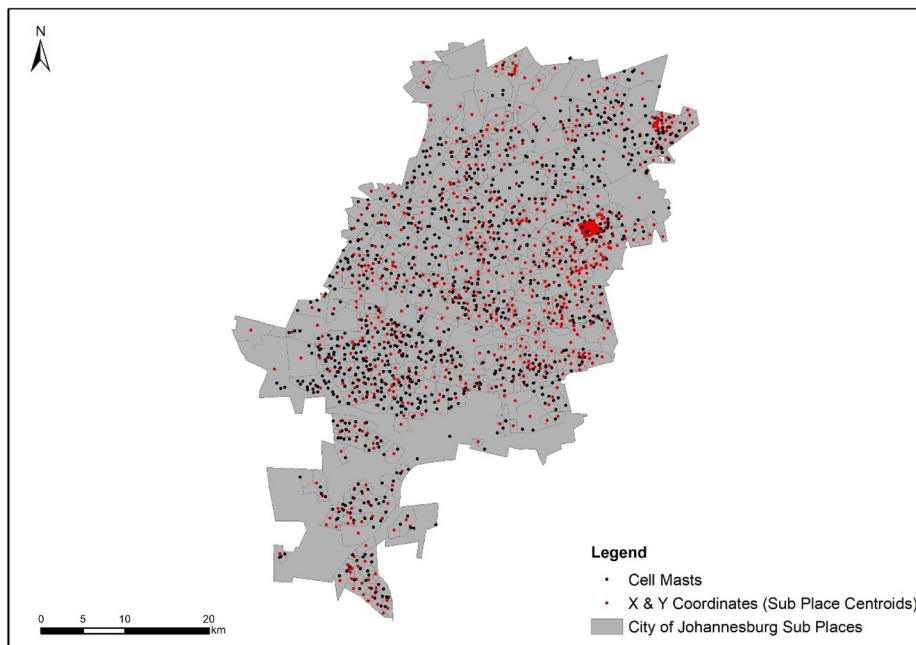 N
Legend
Cell Masts
X & Y Coordinates (Sub Place Centroids)
City of Johannesburg Sub Places
0 5 10 20
km